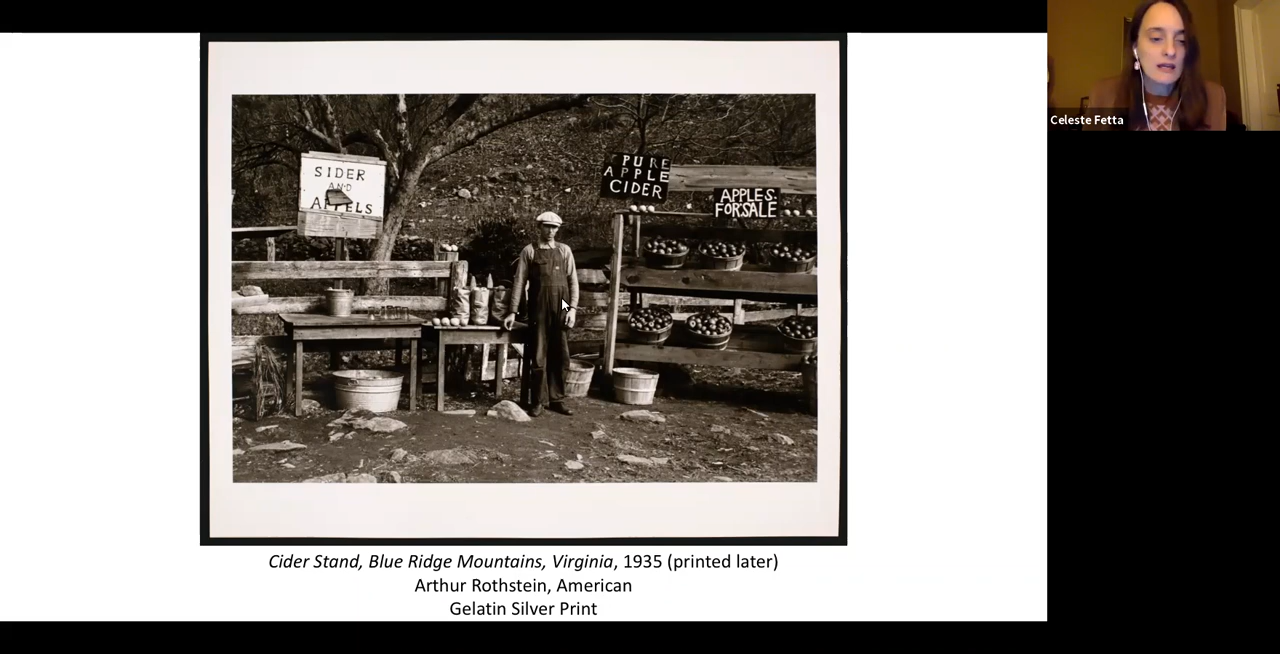 SIDER
AND
APPELS
PURE
APPLE
CIDER
APPLES
FOR SALE
Celeste Fetta
Cider Stand, Blue Ridge Mountains, Virginia, 1935 (printed later)
Arthur Rothstein, American
Gelatin Silver Print